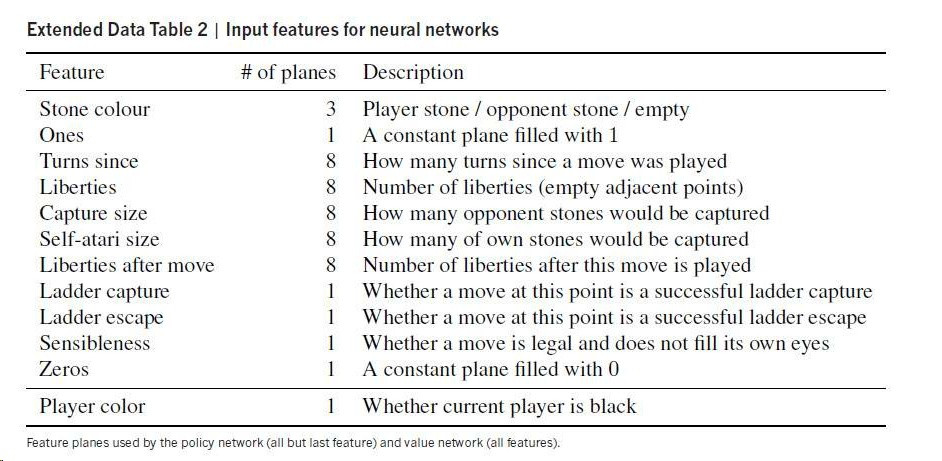 Extended Data Table 2 | Input features for neural networks
Feature # of planes Description
Stone colour 3 Player stone / opponent stone / empty
Ones 1 A constant plane filled with 1
Turns since 8 How many turns since a move was played
Liberties 8 Number of liberties (empty adjacent points)
Capture size 8 How many opponent stones would be captured
Self-atari size 8 How many of own stones would be captured
Liberties after move 8 Number of liberties after this move is played
Ladder capture 1 Whether a move at this point is a successful ladder capture
Ladder escape 1 Whether a move at this point is a successful ladder escape
Sensibleness 1 Whether a move is legal and does not fill its own eyes
Zeros 1 A constant plane filled with 0
Player color 1 Whether current player is black
Feature planes used by the policy network (all but last feature) and value network (all features).